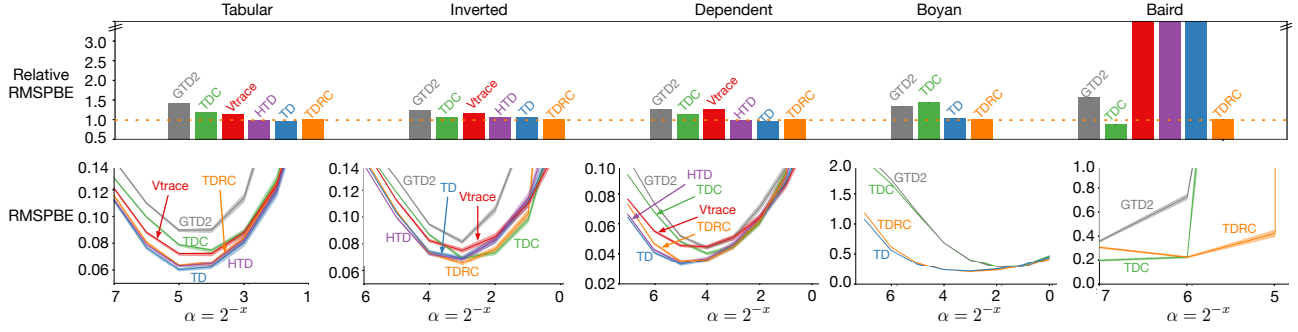 Tabular Inverted Dependent Boyan Baird
Relative
RMSPBE
3.0
2.5
2.0
1.5
1.0
0.5
GTD2 TDC Vtrace HTD TD TDRC
GTD2 TDC Vtrace HTD TD TDRC
GTD2 TDC Vtrace HTD TD TDRC
GTD2 TDC TD TDRC
GTD2 TDC TDRC
RMSPBE
0.14
0.12
0.10
0.08
0.06
Vtrace
TDRC
GTD2
TDC
HTD
TD
7 5 3 1
α = 2^{-x}
0.14
0.12
0.10
0.08
0.06
GTD2
TD
Vtrace
HTD
TDRC
TDC
6 4 2 0
α = 2^{-x}
0.10
0.08
0.06
0.04
0.02
HTD
GTD2
TDC
Vtrace
TDRC
TD
6 4 2 0
α = 2^{-x}
2.0
1.5
1.0
0.5
0.0
TDC
GTD2
TDRC
TD
6 4 2 0
α = 2^{-x}
1.0
0.8
0.6
0.4
0.2
0.0
GTD2
TDRC
TDC
7 6 5
α = 2^{-x}